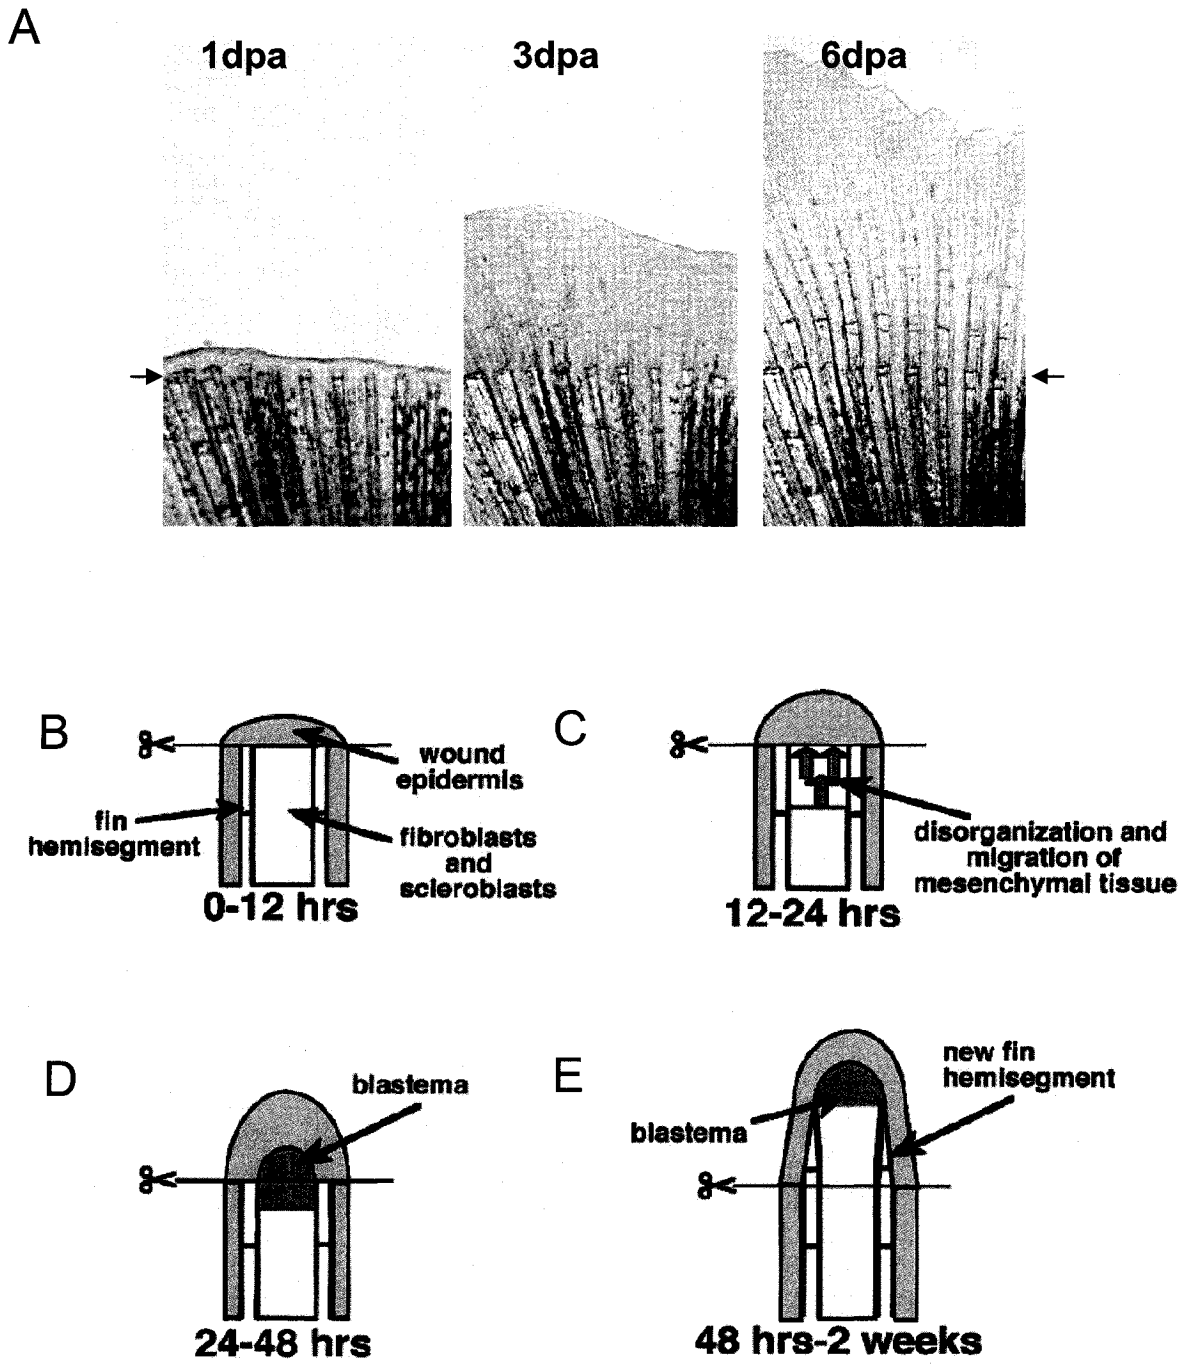 A
1dpa
3dpa
6dpa
B
wound
epidermis
fin
hemisegment
fibroblasts
and
scleroblasts
0-12 hrs
C
disorganization and
migration of
mesenchymal tissue
12-24 hrs
D
blastema
24-48 hrs
E
new fin
hemisegment
blastema
48 hrs-2 weeks